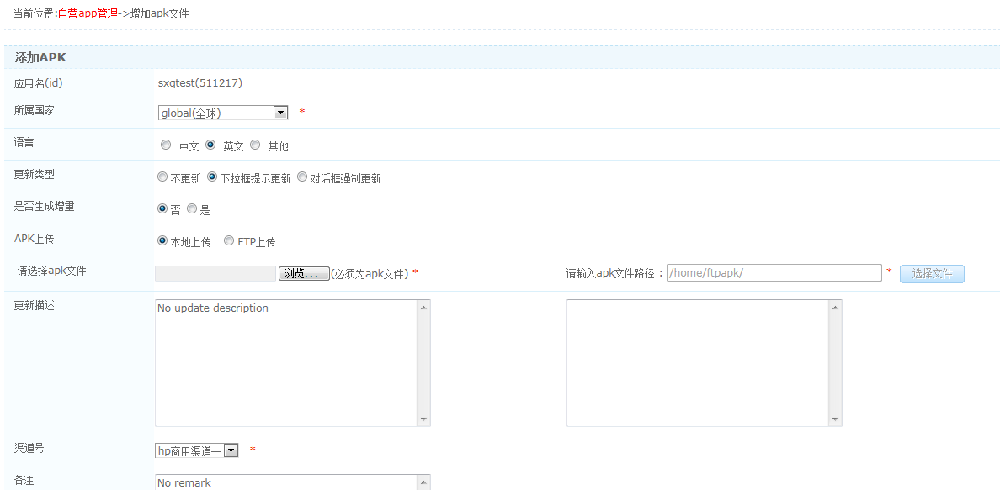 当前位置:自营app管理->增加apk文件
添加APK
应用名(id) sxqtest(511217)
所属国家 global(全球) *
语言 中文 英文 其他
更新类型 不更新 下拉框提示更新 对话框强制更新
是否生成增量 否 是
APK上传 本地上传 FTP上传
请选择apk文件 浏览... (必须为apk文件) * 请输入apk文件路径： /home/ftpapk/ * 选择文件
更新描述 No update description
渠道号 hp商用渠道一 *
备注 No remark